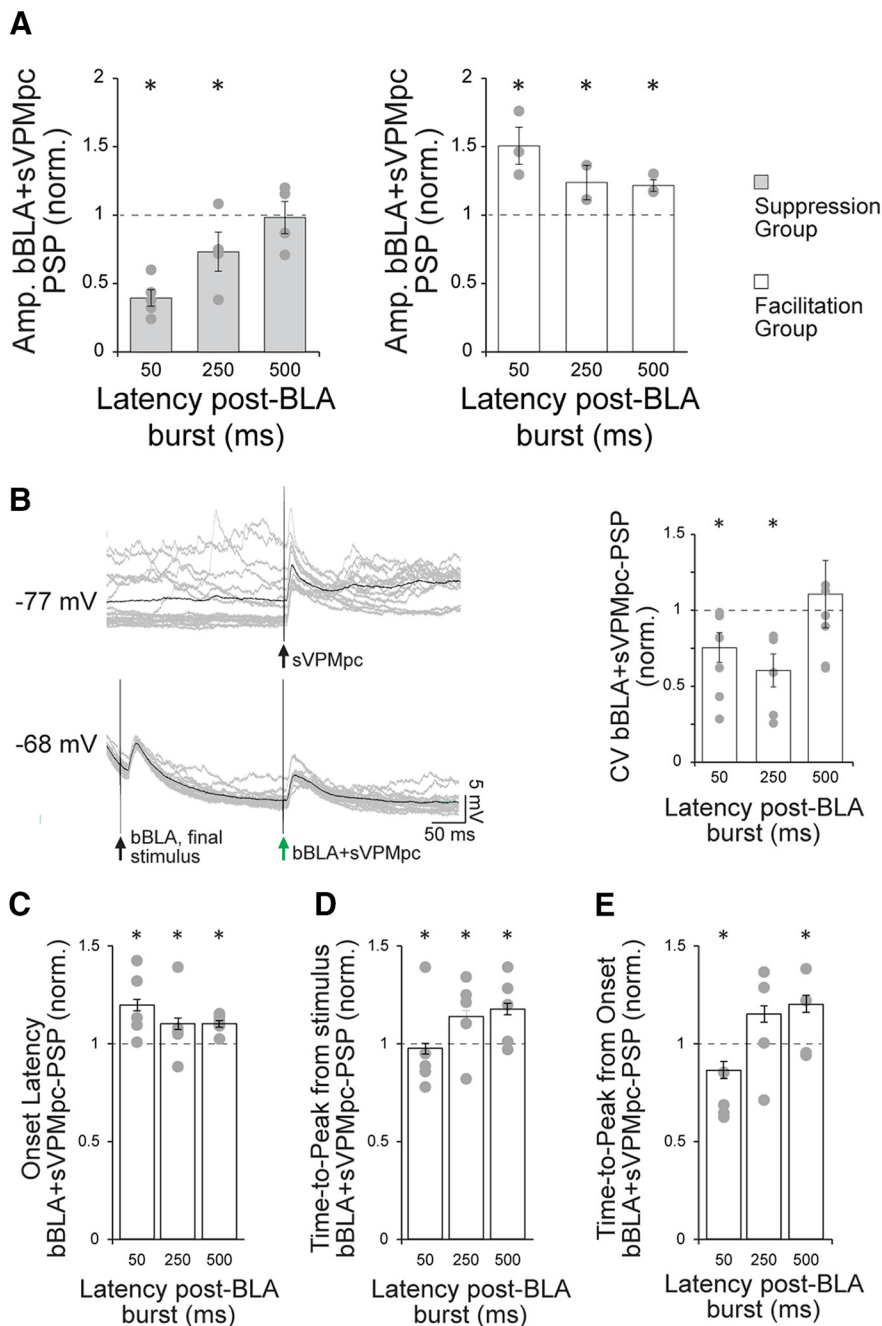 A
Amp. bBLA+sVPMpc
PSP (norm.)
2
1.5
1
0.5
0
* *
50 250 500
Latency post-BLA
burst (ms)
Amp. bBLA+sVPMpc
PSP (norm.)
2
1.5
1
0.5
0
* * *
50 250 500
Latency post-BLA
burst (ms)
Suppression
Group
Facilitation
Group
B
-77 mV
sVPMpc
-68 mV
5 mV
50 ms
bBLA, final
stimulus
bBLA+sVPMpc
CV bBLA+sVPMpc-PSP
(norm.)
1.5
1
0.5
0
* *
50 250 500
Latency post-BLA
burst (ms)
C
Onset Latency
bBLA+sVPMpc-PSP (norm.)
1.5
1
0.5
0
* * *
50 250 500
Latency post-BLA
burst (ms)
D
Time-to-Peak from stimulus
bBLA+sVPMpc-PSP (norm.)
1.5
1
0.5
0
* * *
50 250 500
Latency post-BLA
burst (ms)
E
Time-to-Peak from Onset
bBLA+sVPMpc-PSP (norm.)
1.5
1
0.5
0
* *
50 250 500
Latency post-BLA
burst (ms)